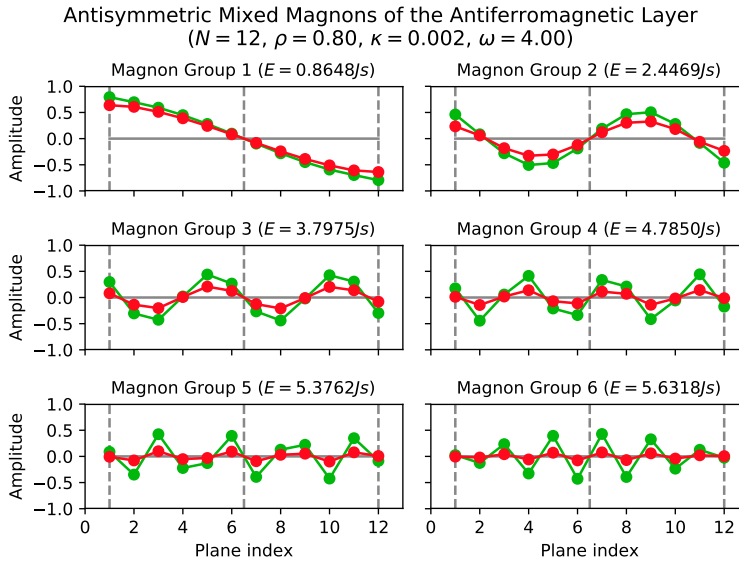 Antisymmetric Mixed Magnons of the Antiferromagnetic Layer
(N = 12, ρ = 0.80, κ = 0.002, ω = 4.00)
Magnon Group 1 (E = 0.8648Js)
Magnon Group 2 (E = 2.4469Js)
Amplitude
1.0
0.5
0.0
−0.5
−1.0
Magnon Group 3 (E = 3.7975Js)
Magnon Group 4 (E = 4.7850Js)
Amplitude
1.0
0.5
0.0
−0.5
−1.0
Magnon Group 5 (E = 5.3762Js)
Magnon Group 6 (E = 5.6318Js)
Amplitude
1.0
0.5
0.0
−0.5
−1.0
0 2 4 6 8 10 12
0 2 4 6 8 10 12
Plane index
Plane index